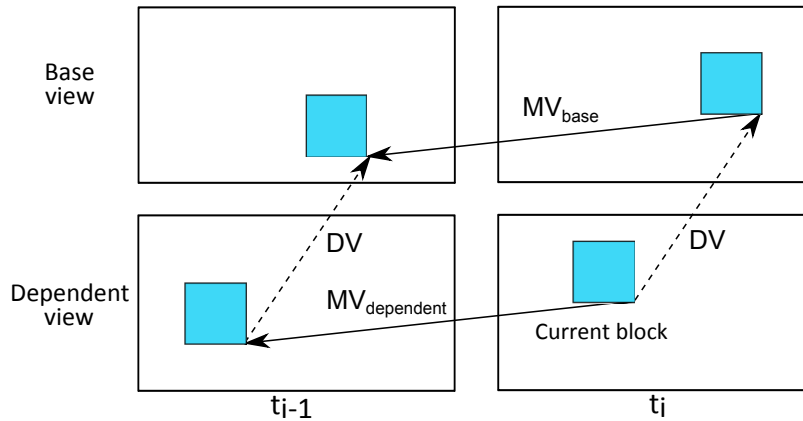 Base
view
MVbase
DV
DV
Dependent
view
MVdependent
Current block
ti-1
ti